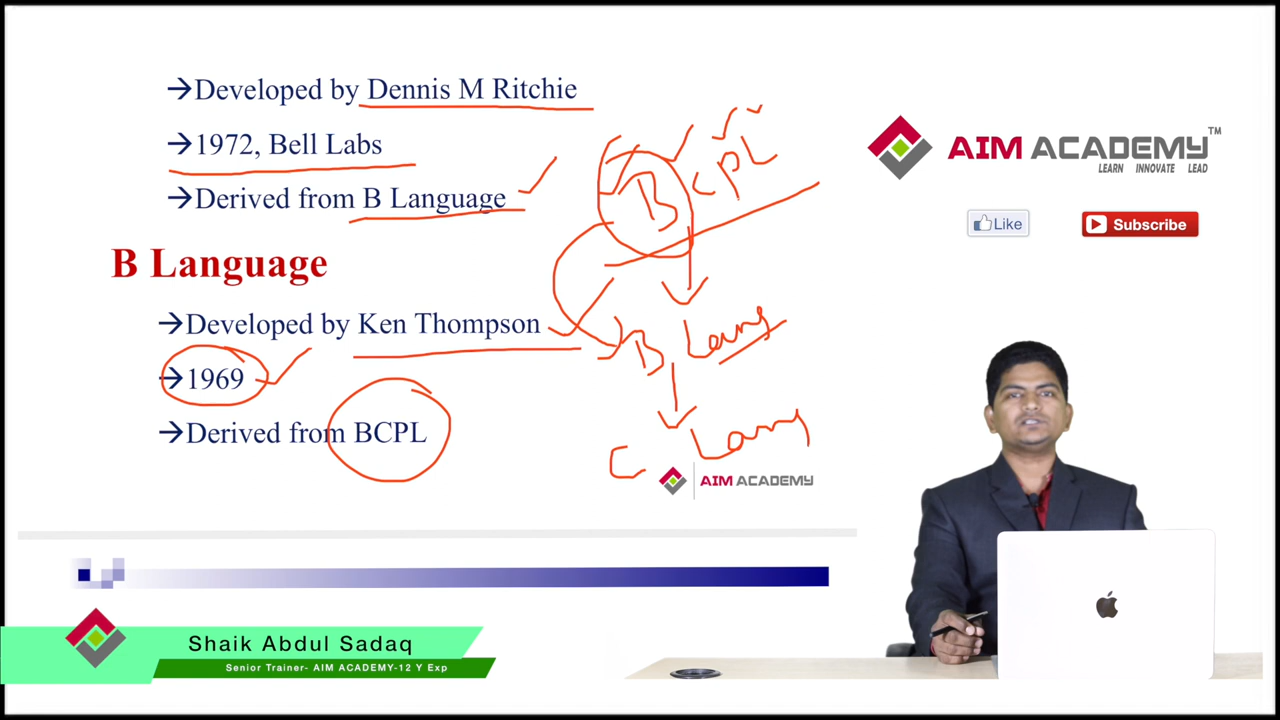 →Developed by Dennis M Ritchie
→1972, Bell Labs
→Derived from B Language
B Language
→Developed by Ken Thompson
→1969
→Derived from BCPL
BCPL
B Lang
C Lang
AIM ACADEMY
AIM ACADEMY™
LEARN INNOVATE LEAD
Like
Subscribe
Shaik Abdul Sadaq
Senior Trainer- AIM ACADEMY-12 Y Exp